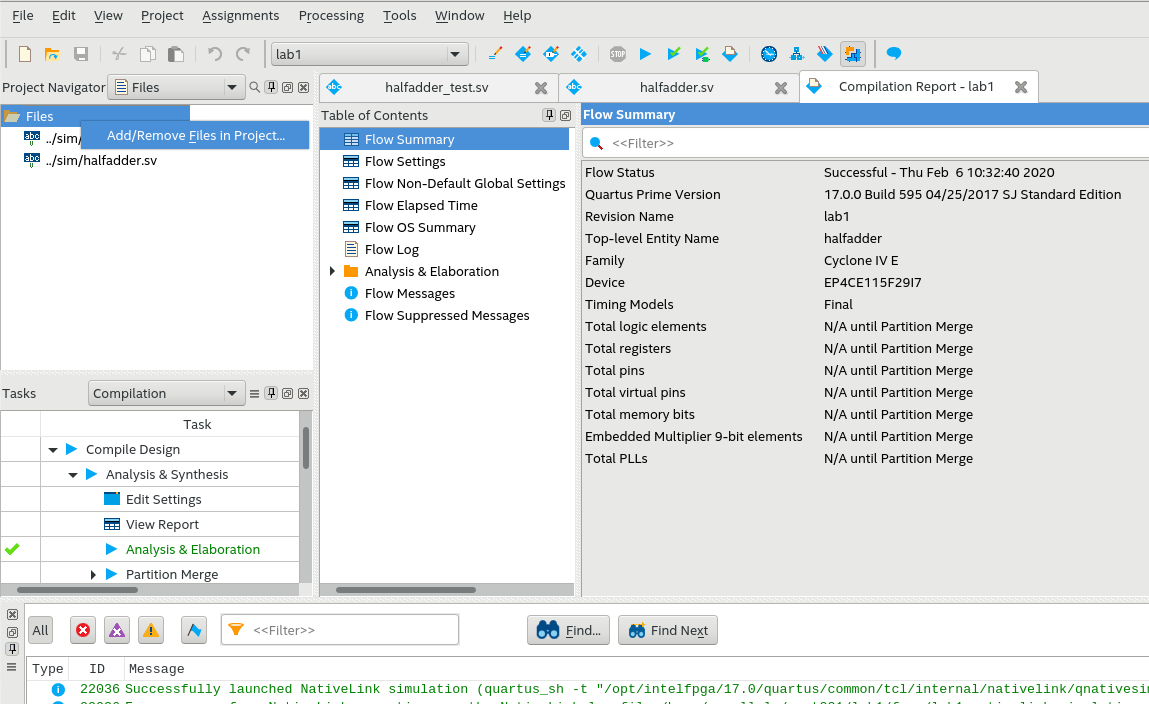 File Edit View Project Assignments Processing Tools Window Help
lab1
STOP
Project Navigator Files
halfadder_test.sv
halfadder.sv
Compilation Report - lab1
Files
Add/Remove Files in Project...
../sim/
../sim/halfadder.sv
Table of Contents
Flow Summary
Flow Settings
Flow Non-Default Global Settings
Flow Elapsed Time
Flow OS Summary
Flow Log
Analysis & Elaboration
Flow Messages
Flow Suppressed Messages
Flow Summary
<<Filter>>
Flow Status Successful - Thu Feb 6 10:32:40 2020
Quartus Prime Version 17.0.0 Build 595 04/25/2017 SJ Standard Edition
Revision Name lab1
Top-level Entity Name halfadder
Family Cyclone IV E
Device EP4CE115F29I7
Timing Models Final
Total logic elements N/A until Partition Merge
Total registers N/A until Partition Merge
Total pins N/A until Partition Merge
Total virtual pins N/A until Partition Merge
Total memory bits N/A until Partition Merge
Embedded Multiplier 9-bit elements N/A until Partition Merge
Total PLLs N/A until Partition Merge
Tasks Compilation
Task
Compile Design
Analysis & Synthesis
Edit Settings
View Report
Analysis & Elaboration
Partition Merge
All <<Filter>> Find... Find Next
Type ID Message
22036 Successfully launched NativeLink simulation (quartus_sh -t "/opt/intelfpga/17.0/quartus/common/tcl/internal/nativelink/qnativesim